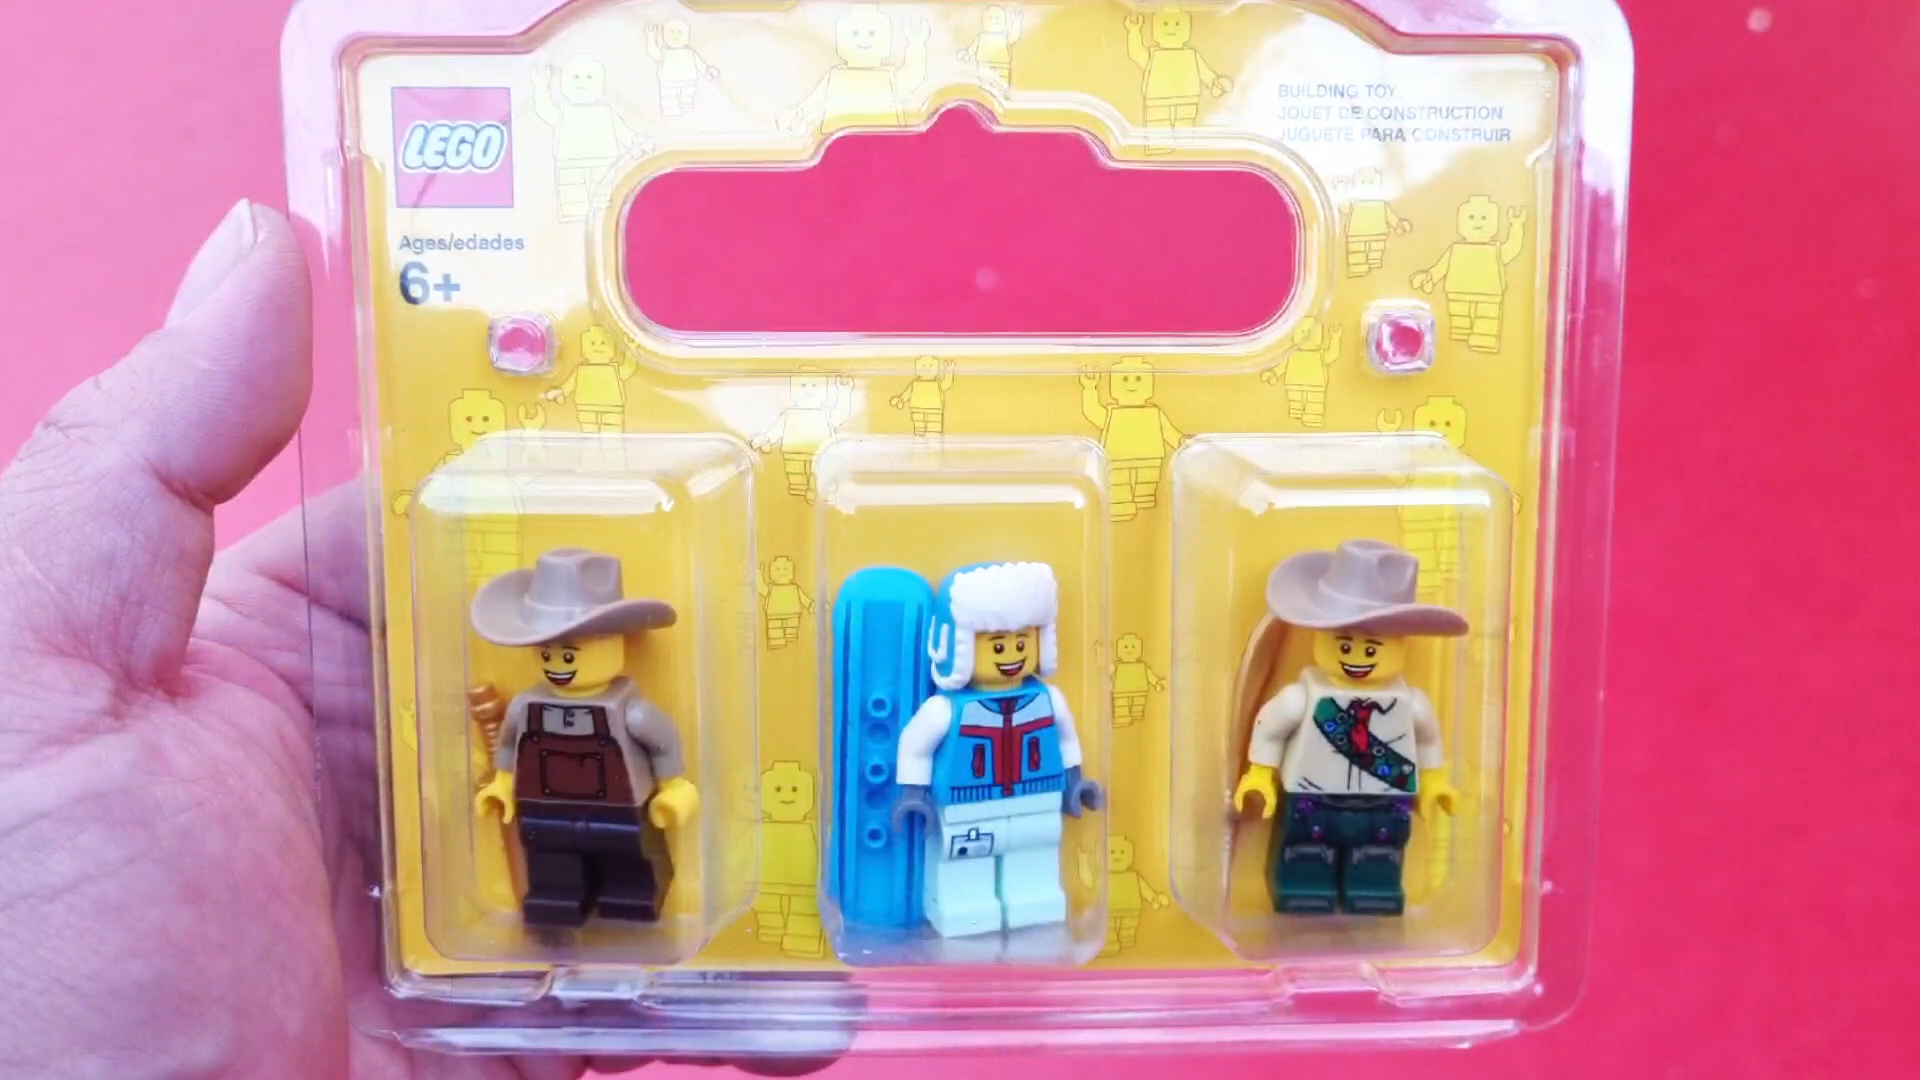 LEGO
Ages/edades
6+
BUILDING TOY
JOUET DE CONSTRUCTION
JUGUETE PARA CONSTRUIR